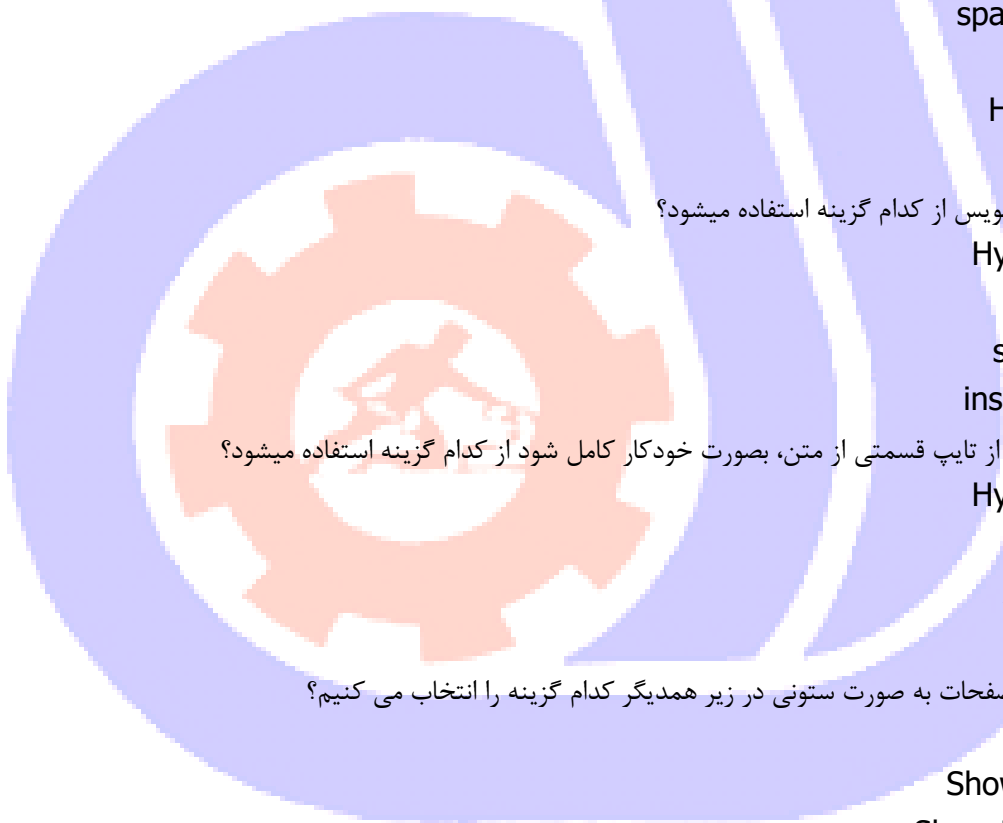 spa
H
ویس از کدام گزینه استفاده میشود؟
Hy
s
ins
از تایپ قسمتی از متن، بصورت خودکار کامل شود از کدام گزینه استفاده میشود؟
Hy
صفحات به صورت ستونی در زیر همدیگر کدام گزینه را انتخاب می کنیم؟
Show